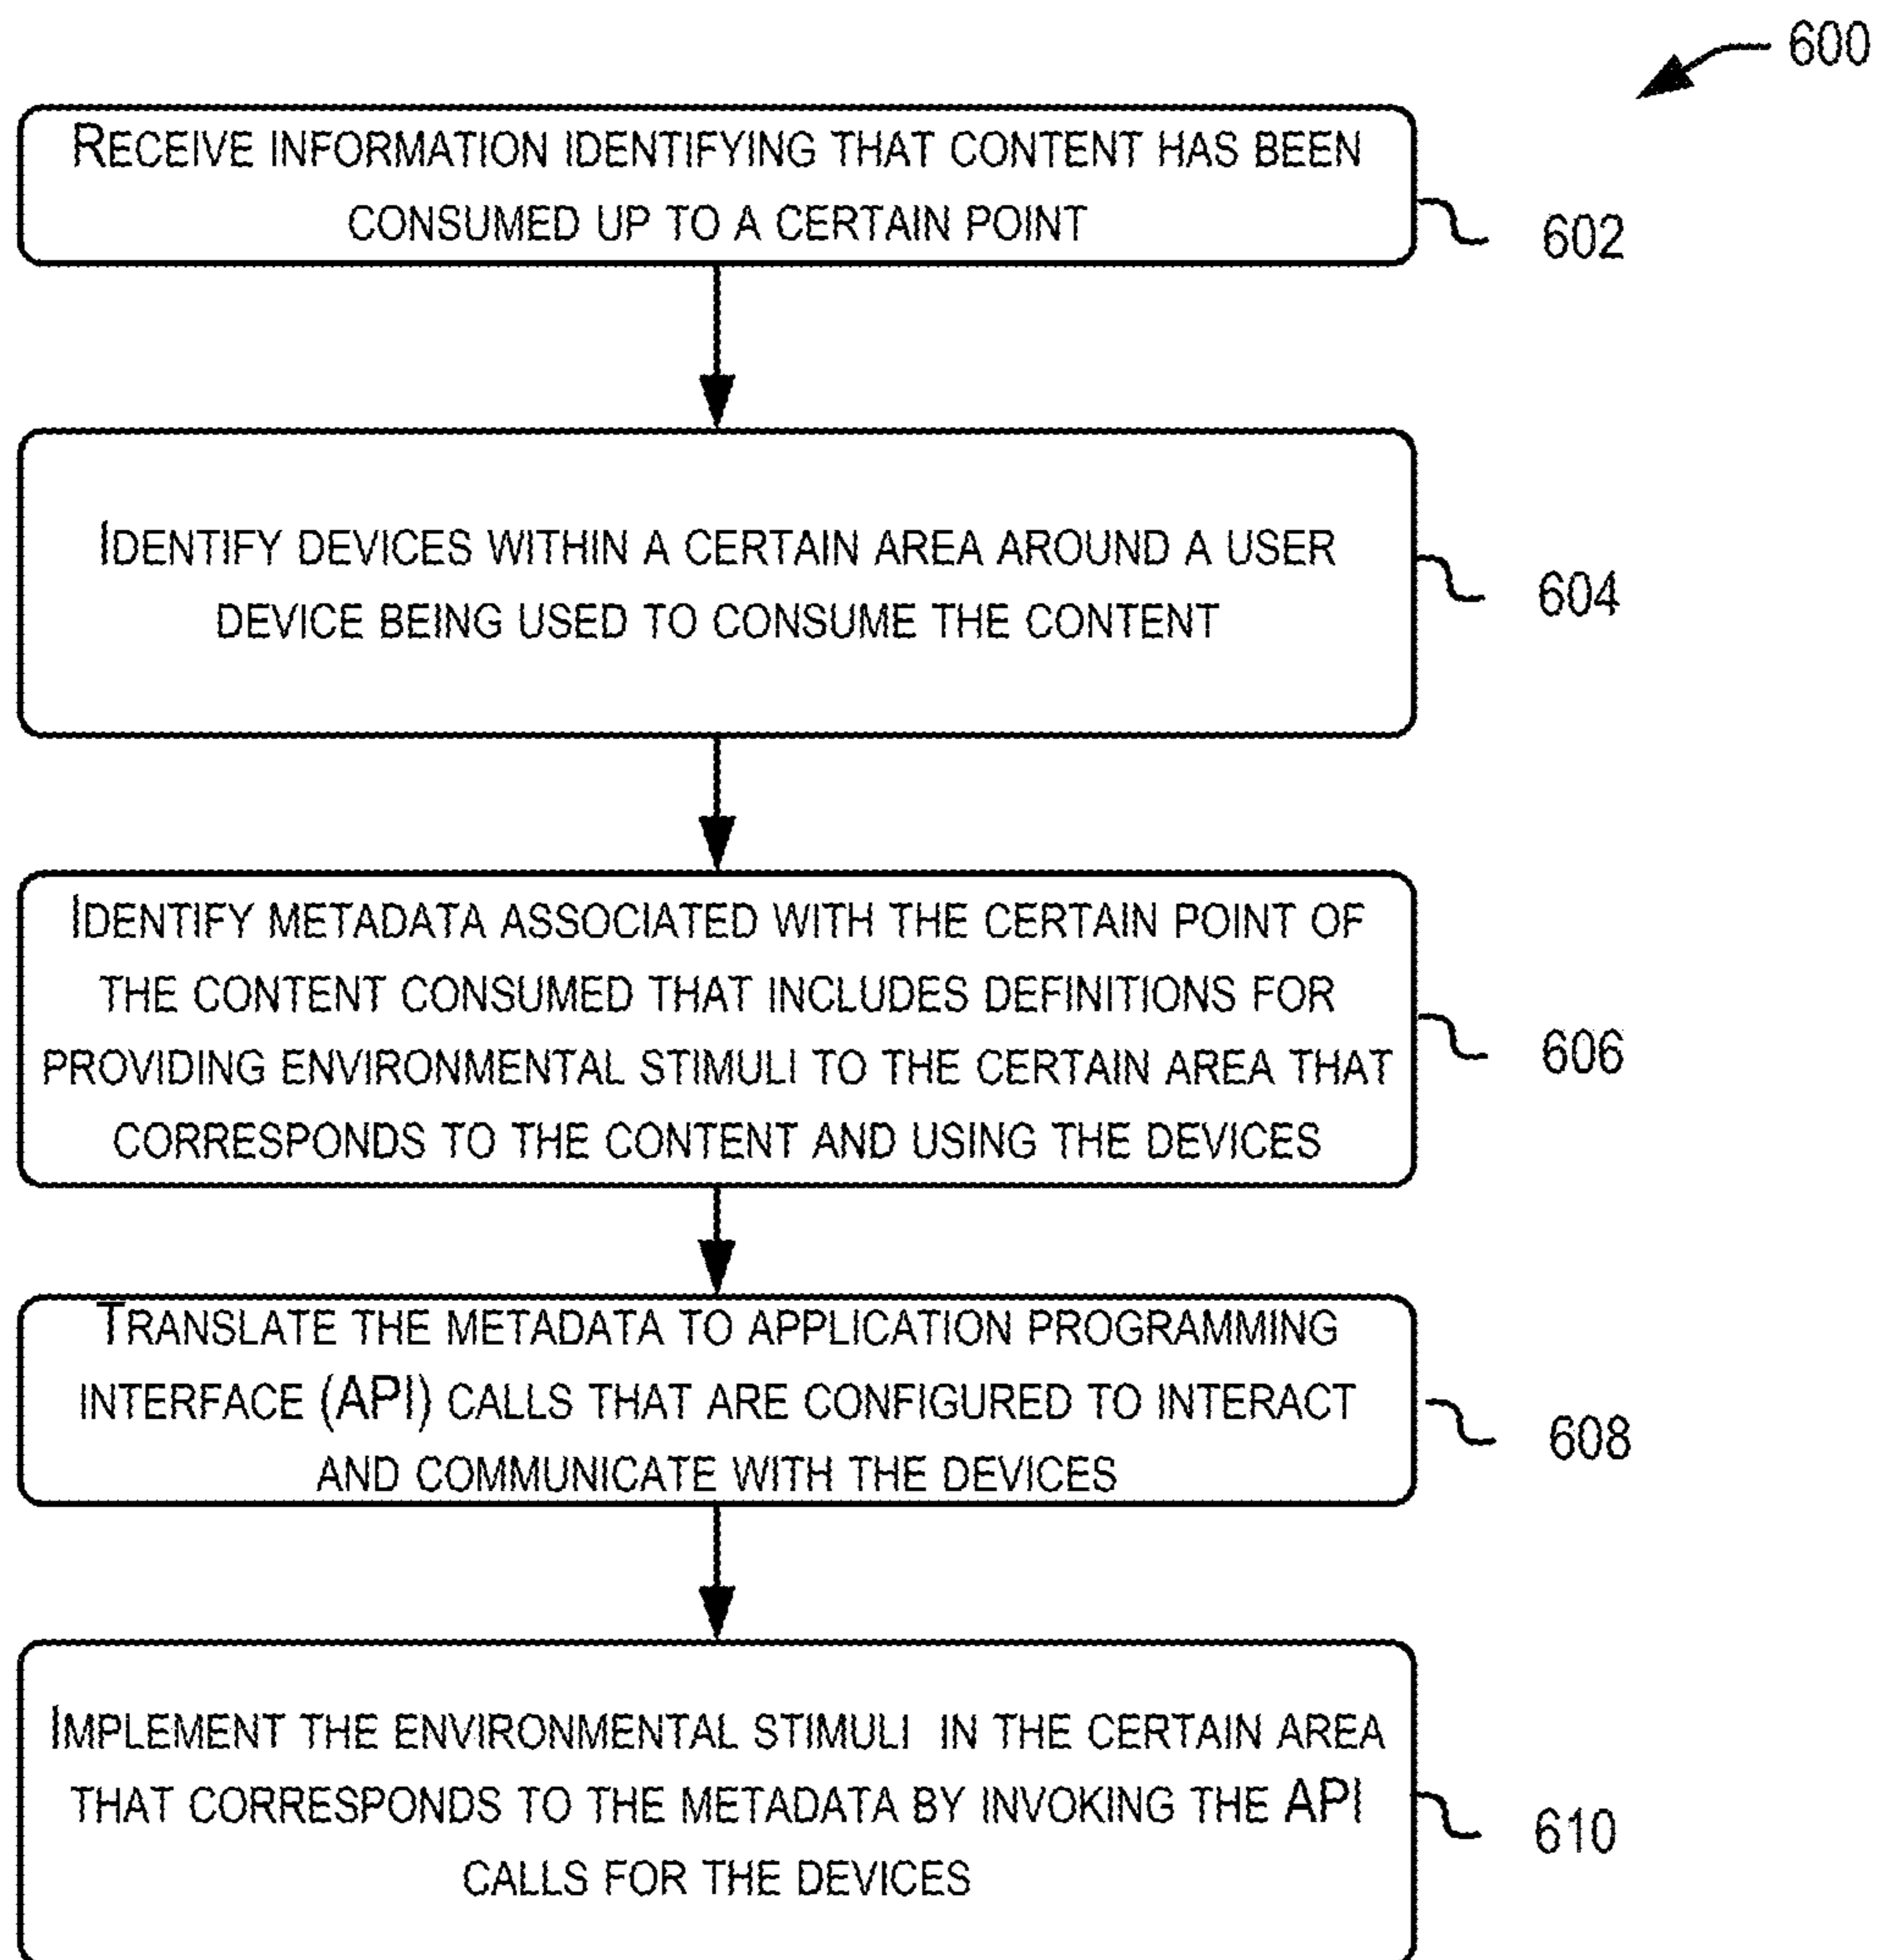 600
RECEIVE INFORMATION IDENTIFYING THAT CONTENT HAS BEEN
CONSUMED UP TO A CERTAIN POINT
602
IDENTIFY DEVICES WITHIN A CERTAIN AREA AROUND A USER
DEVICE BEING USED TO CONSUME THE CONTENT
604
IDENTIFY METADATA ASSOCIATED WITH THE CERTAIN POINT OF
THE CONTENT CONSUMED THAT INCLUDES DEFINITIONS FOR
PROVIDING ENVIRONMENTAL STIMULI TO THE CERTAIN AREA THAT
CORRESPONDS TO THE CONTENT AND USING THE DEVICES
606
TRANSLATE THE METADATA TO APPLICATION PROGRAMMING
INTERFACE (API) CALLS THAT ARE CONFIGURED TO INTERACT
AND COMMUNICATE WITH THE DEVICES
608
IMPLEMENT THE ENVIRONMENTAL STIMULI IN THE CERTAIN AREA
THAT CORRESPONDS TO THE METADATA BY INVOKING THE API
CALLS FOR THE DEVICES
610